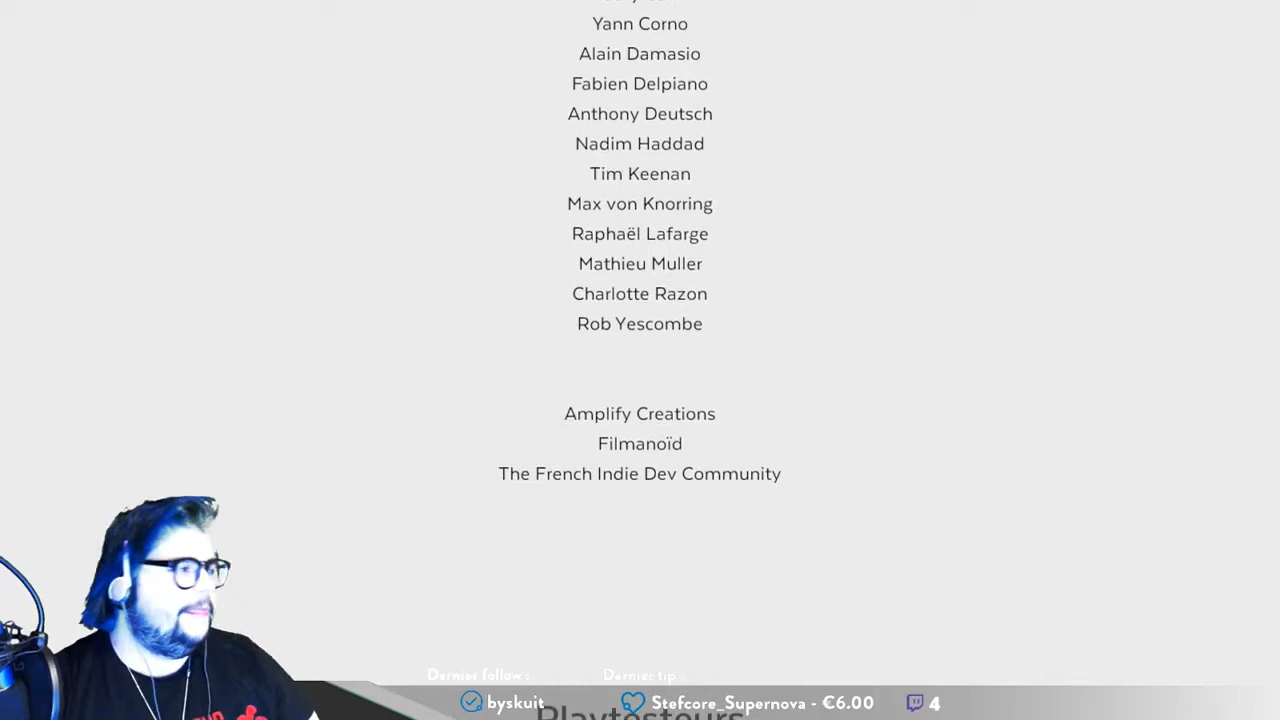 Yann Corno
Alain Damasio
Fabien Delpiano
Anthony Deutsch
Nadim Haddad
Tim Keenan
Max von Knorring
Raphaël Lafarge
Mathieu Muller
Charlotte Razon
Rob Yescombe
Amplify Creations
Filmanoïd
The French Indie Dev Community
Dernier follow : Dernier tip :
byskuit Stefcore_Supernova - €6.00 4
Playtesteurs